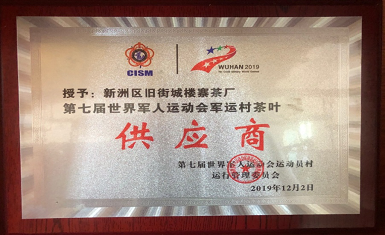 CISM
WUHAN 2019
7th CISM Military World Games
授予：新洲区旧街城楼寨茶厂
第七届世界军人运动会军运村茶叶
供应商
第七届世界军人运动会运动员村
运行管理委员会
2019年12月2日